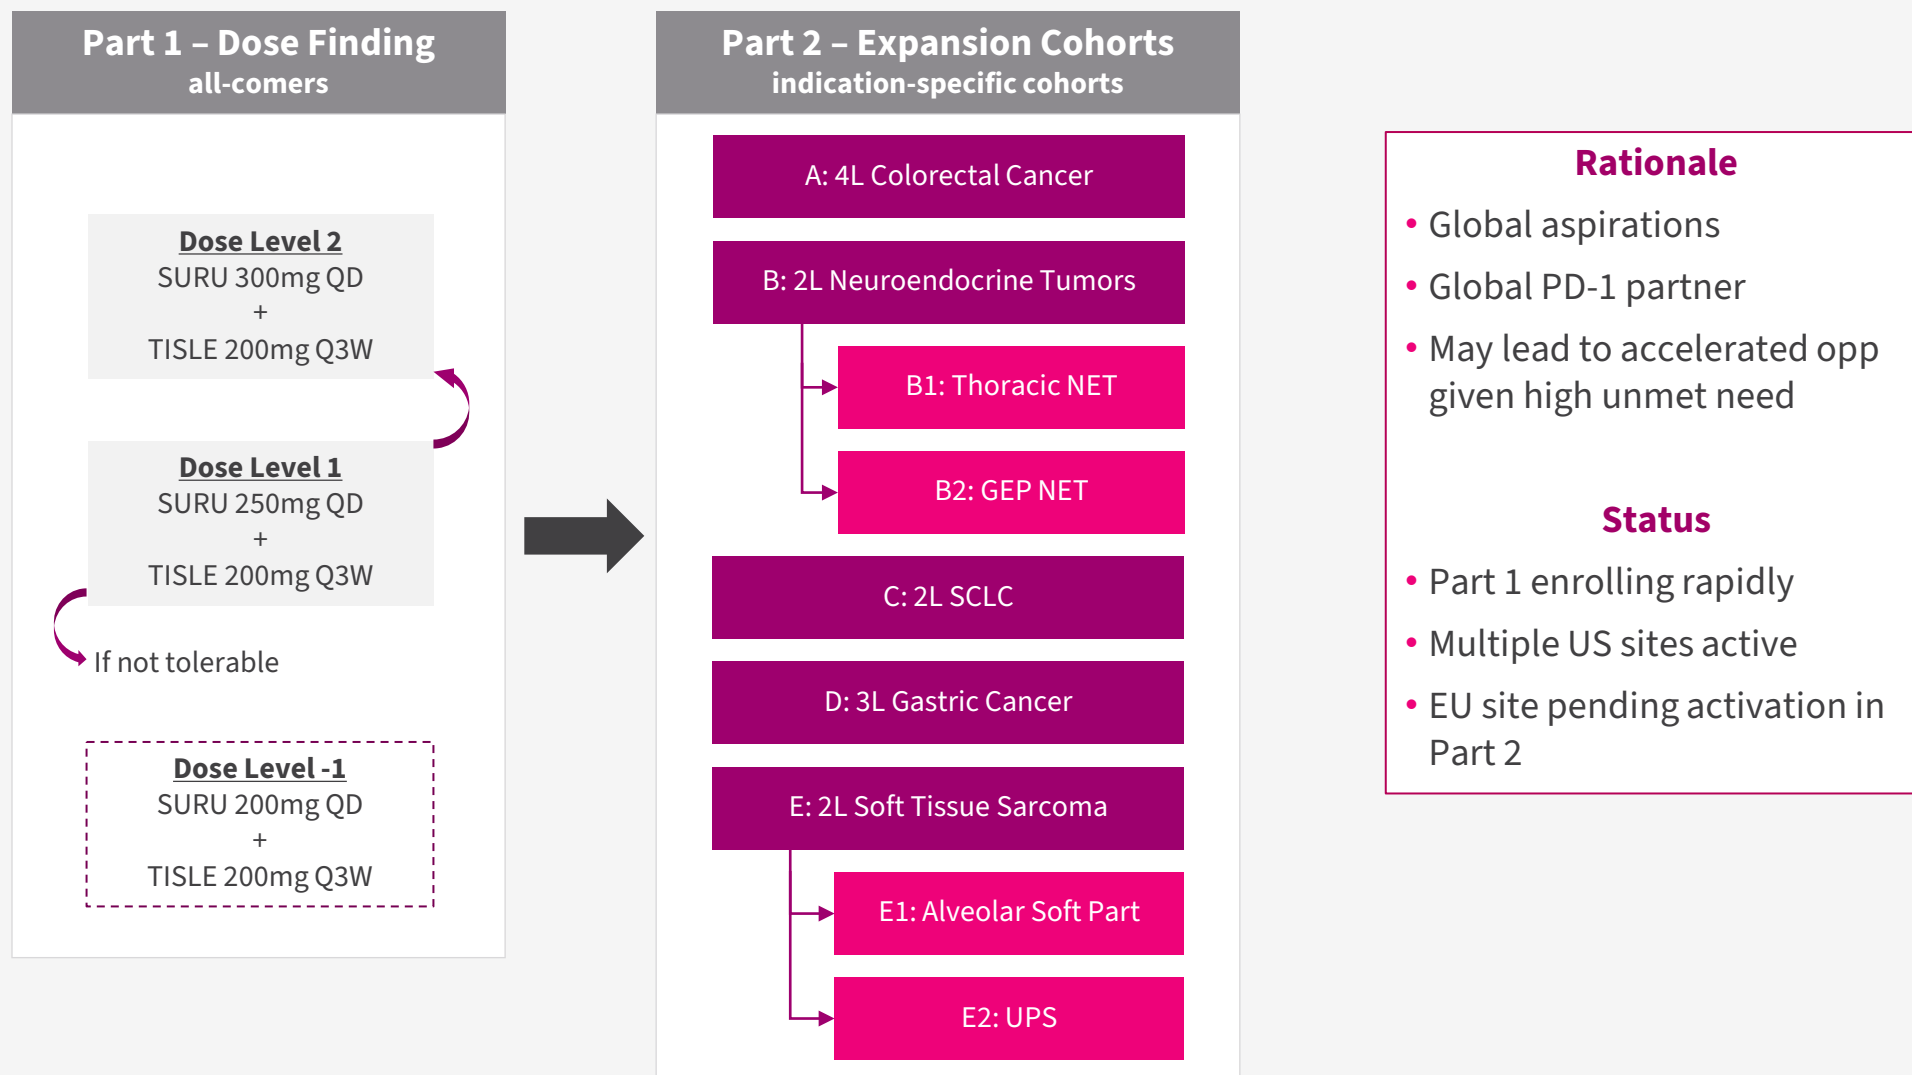 Part 1 – Dose Finding
all-comers
Dose Level 2
SURU 300mg QD
+
TISLE 200mg Q3W
Dose Level 1
SURU 250mg QD
+
TISLE 200mg Q3W
If not tolerable
Dose Level -1
SURU 200mg QD
+
TISLE 200mg Q3W
Part 2 – Expansion Cohorts
indication-specific cohorts
A: 4L Colorectal Cancer
B: 2L Neuroendocrine Tumors
B1: Thoracic NET
B2: GEP NET
C: 2L SCLC
D: 3L Gastric Cancer
E: 2L Soft Tissue Sarcoma
E1: Alveolar Soft Part
E2: UPS
Rationale
• Global aspirations
• Global PD-1 partner
• May lead to accelerated opp
given high unmet need
Status
• Part 1 enrolling rapidly
• Multiple US sites active
• EU site pending activation in
Part 2